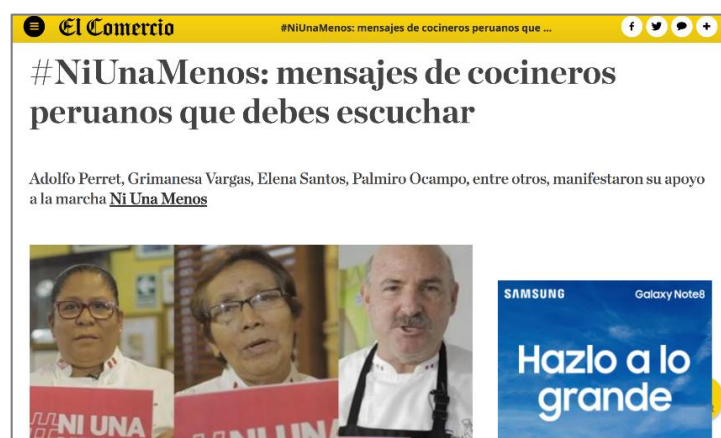 El Comercio
#NiUnaMenos: mensajes de cocineros peruanos que ...
#NiUnaMenos: mensajes de cocineros
peruanos que debes escuchar
Adolfo Perret, Grimanesa Vargas, Elena Santos, Palmiro Ocampo, entre otros, manifestaron su apoyo
a la marcha Ni Una Menos
SAMSUNG
Galaxy Note8
Hazlo a lo
grande
#NI UNA
#NI UNA